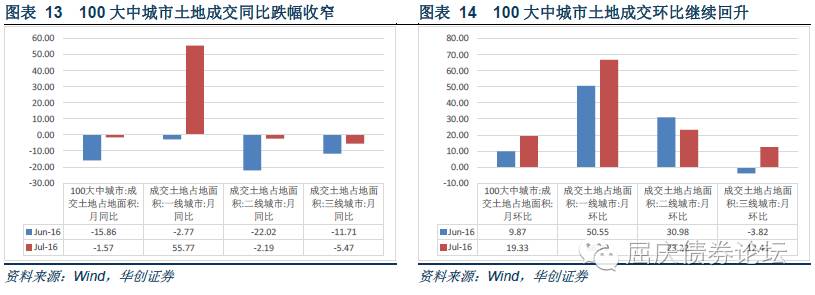 图表 13 100 大中城市土地成交同比跌幅收窄
60.00
50.00
40.00
30.00
20.00
10.00
0.00
-10.00
-20.00
-30.00
100大中城市:成交土地占地面积:月同比
成交土地占地面积:一线城市:月同比
成交土地占地面积:二线城市:月同比
成交土地占地面积:三线城市:月同比
Jun-16 -15.86 -2.77 -22.02 -11.71
Jul-16 -1.57 55.77 -2.19 -5.47
资料来源：Wind，华创证券
图表 14 100 大中城市土地成交环比继续回升
80.00
70.00
60.00
50.00
40.00
30.00
20.00
10.00
0.00
-10.00
100大中城市:成交土地占地面积:月环比
成交土地占地面积:一线城市:月环比
成交土地占地面积:二线城市:月环比
成交土地占地面积:三线城市:月环比
Jun-16 9.87 50.55 30.98 -3.82
Jul-16 19.33
资料来源：Wind，华创证券
屈庆债券论坛